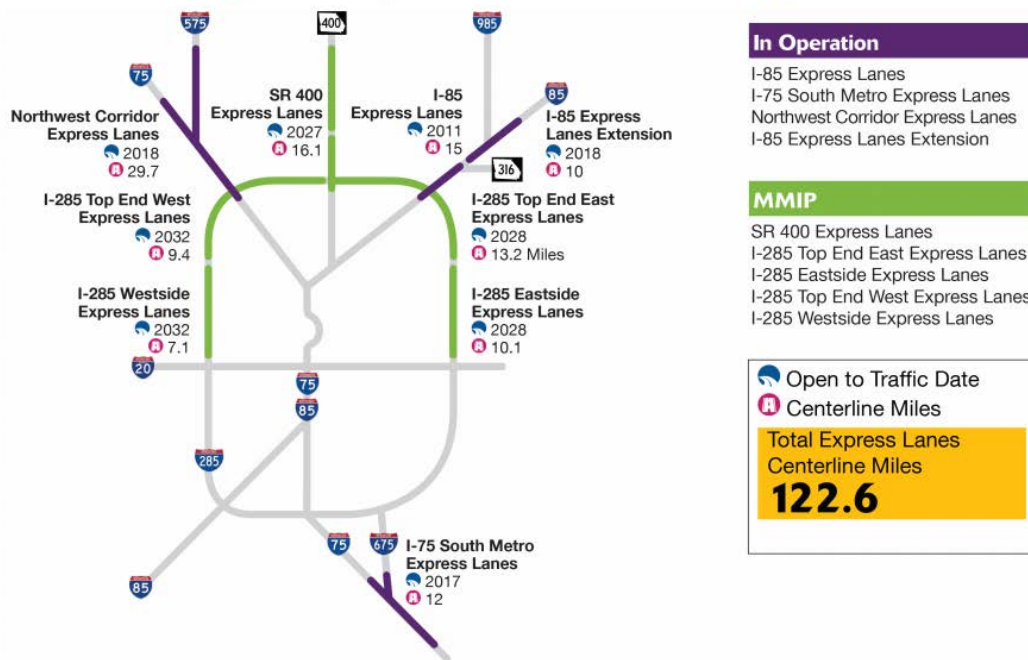 575
400
985
75
85
Northwest Corridor
Express Lanes
2018
29.7
SR 400
Express Lanes
2027
16.1
I-85
Express Lanes
2011
15
I-85 Express
Lanes Extension
2018
10
316
I-285 Top End West
Express Lanes
2032
9.4
I-285 Top End East
Express Lanes
2028
13.2 Miles
I-285 Westside
Express Lanes
2032
7.1
I-285 Eastside
Express Lanes
2028
10.1
20
75
85
285
75
675
I-75 South Metro
Express Lanes
2017
12
85
In Operation
I-85 Express Lanes
I-75 South Metro Express Lanes
Northwest Corridor Express Lanes
I-85 Express Lanes Extension
MMIP
SR 400 Express Lanes
I-285 Top End East Express Lanes
I-285 Eastside Express Lanes
I-285 Top End West Express Lanes
I-285 Westside Express Lanes
Open to Traffic Date
Centerline Miles
Total Express Lanes
Centerline Miles
122.6